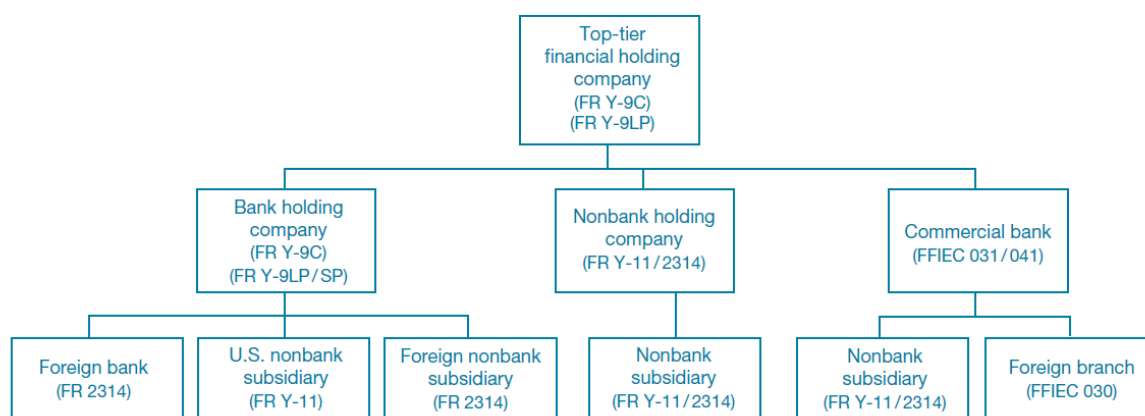 Top-tier
financial holding
company
(FR Y-9C)
(FR Y-9LP)
Bank holding
company
(FR Y-9C)
(FR Y-9LP/SP)
Nonbank holding
company
(FR Y-11/2314)
Commercial bank
(FFIEC 031/041)
Foreign bank
(FR 2314)
U.S. nonbank
subsidiary
(FR Y-11)
Foreign nonbank
subsidiary
(FR 2314)
Nonbank
subsidiary
(FR Y-11/2314)
Nonbank
subsidiary
(FR Y-11/2314)
Foreign branch
(FFIEC 030)